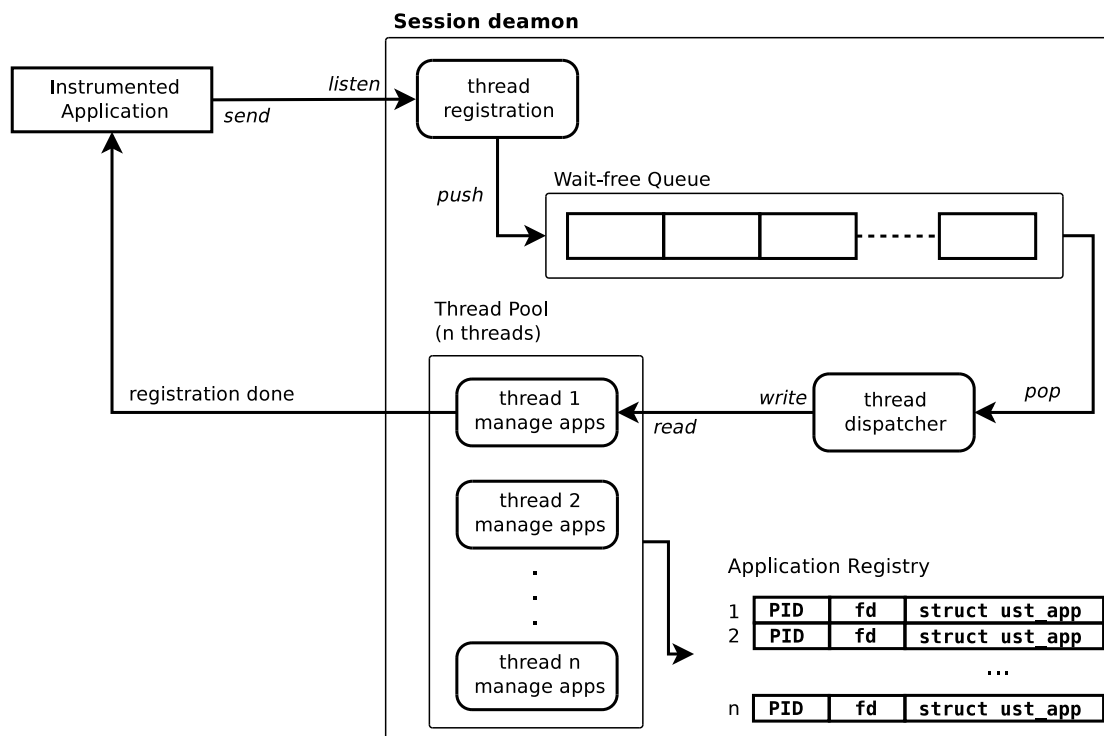 Session deamon
Instrumented
Application
listen
send
thread
registration
push
Wait-free Queue
Thread Pool
(n threads)
registration done
thread 1
manage apps
write
read
thread
dispatcher
pop
thread 2
manage apps
.
.
.
thread n
manage apps
Application Registry
1 PID fd struct ust_app
2 PID fd struct ust_app
...
n PID fd struct ust_app